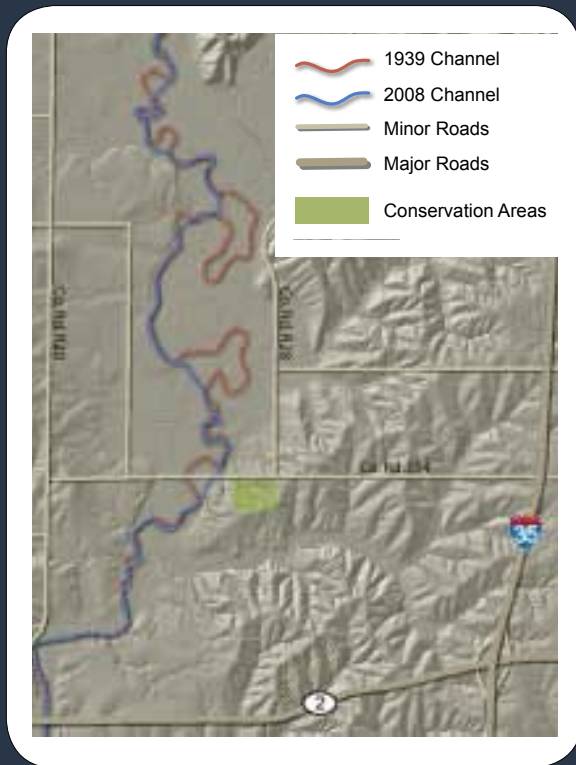 1939 Channel
2008 Channel
Minor Roads
Major Roads
Conservation Areas
35
2